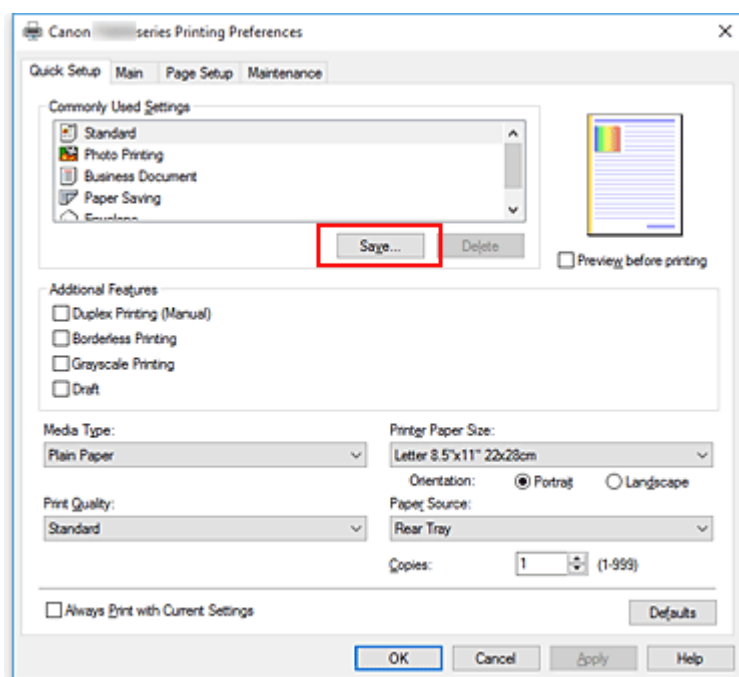 Canon series Printing Preferences
Quick Setup Main Page Setup Maintenance
Commonly Used Settings
Standard
Photo Printing
Business Document
Paper Saving
Envelope
Save... Delete
Preview before printing
Additional Features
Duplex Printing (Manual)
Borderless Printing
Grayscale Printing
Draft
Media Type: Printer Paper Size:
Plain Paper Letter 8.5"x11" 22x28cm
Orientation: Portrait Landscape
Print Quality: Paper Source:
Standard Rear Tray
Copies: 1 (1-999)
Always Print with Current Settings Defaults
OK Cancel Apply Help